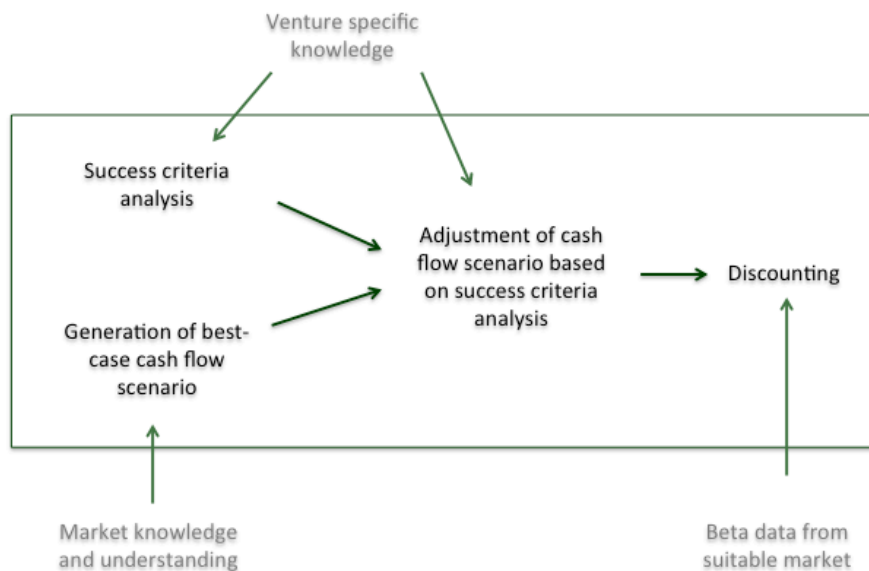 Venture specific
knowledge
Success criteria
analysis
Adjustment of cash
flow scenario based
on success criteria
analysis
Discounting
Generation of best-
case cash flow
scenario
Market knowledge
and understanding
Beta data from
suitable market